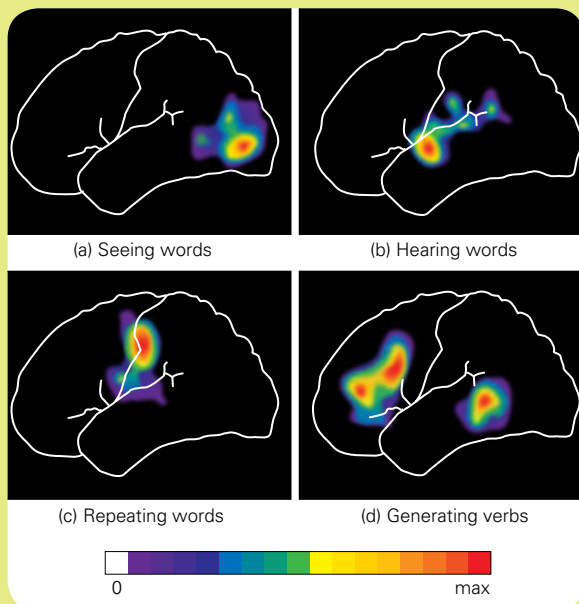 (a) Seeing words
(b) Hearing words
(c) Repeating words
(d) Generating verbs
0
max